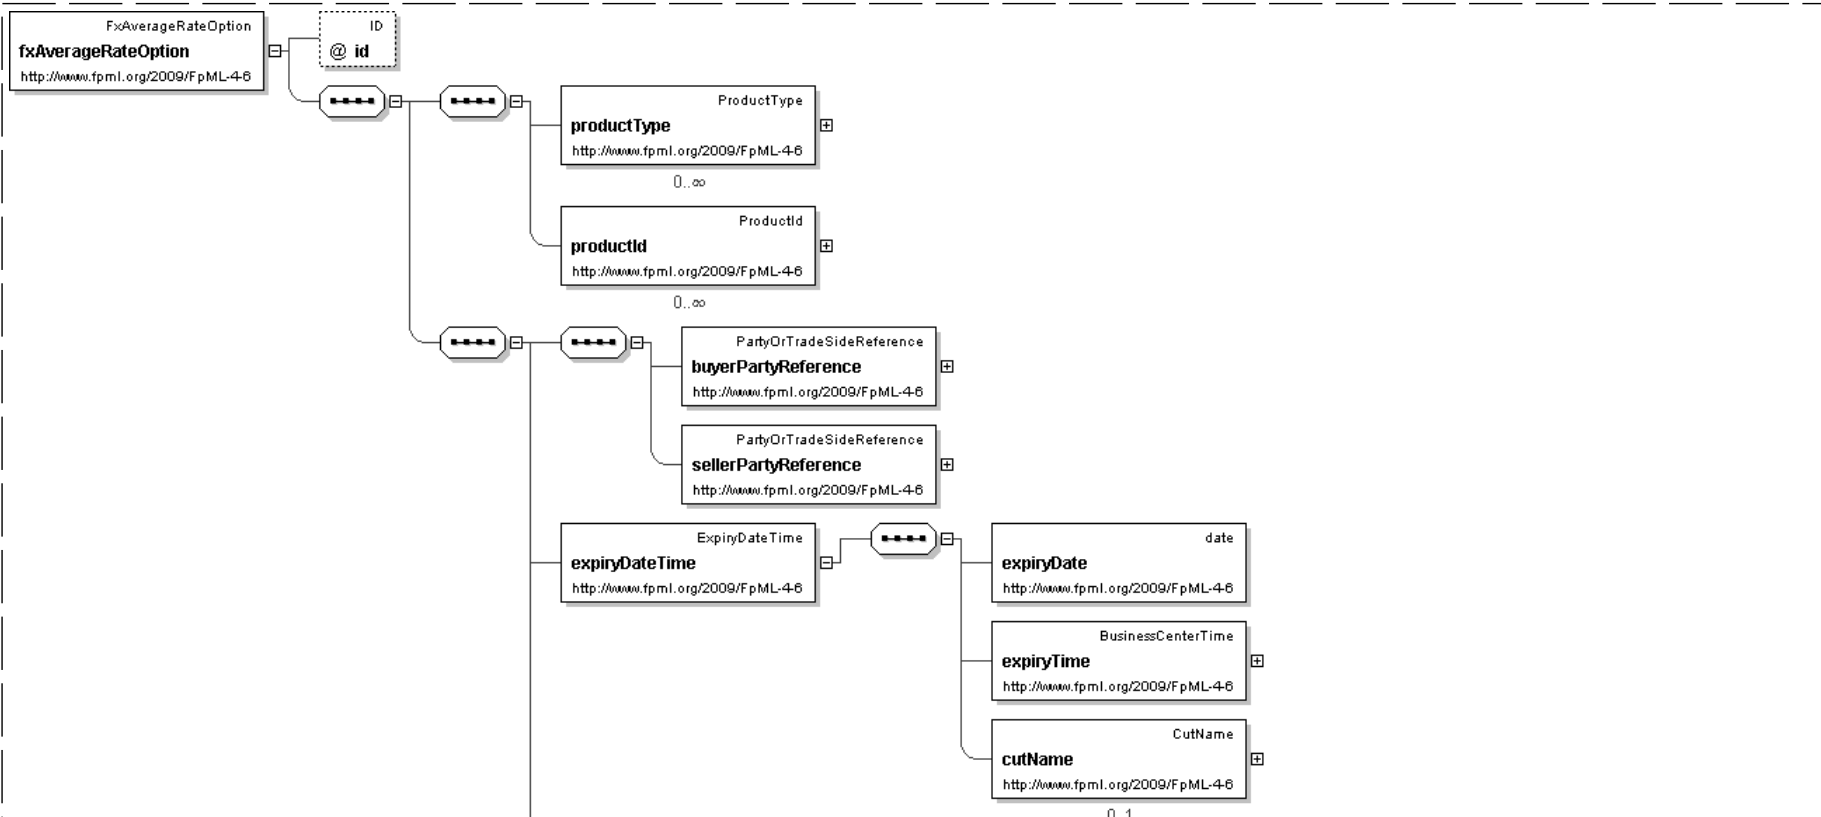 FxAverageRateOption
fxAverageRateOption
http://www.fpml.org/2009/FpML-4-6
ID
@ id
ProductType
productType
http://www.fpml.org/2009/FpML-4-6
0..∞
ProductId
productId
http://www.fpml.org/2009/FpML-4-6
0..∞
PartyOrTradeSideReference
buyerPartyReference
http://www.fpml.org/2009/FpML-4-6
PartyOrTradeSideReference
sellerPartyReference
http://www.fpml.org/2009/FpML-4-6
ExpiryDateTime
expiryDateTime
http://www.fpml.org/2009/FpML-4-6
date
expiryDate
http://www.fpml.org/2009/FpML-4-6
BusinessCenterTime
expiryTime
http://www.fpml.org/2009/FpML-4-6
CutName
cutName
http://www.fpml.org/2009/FpML-4-6
0..1